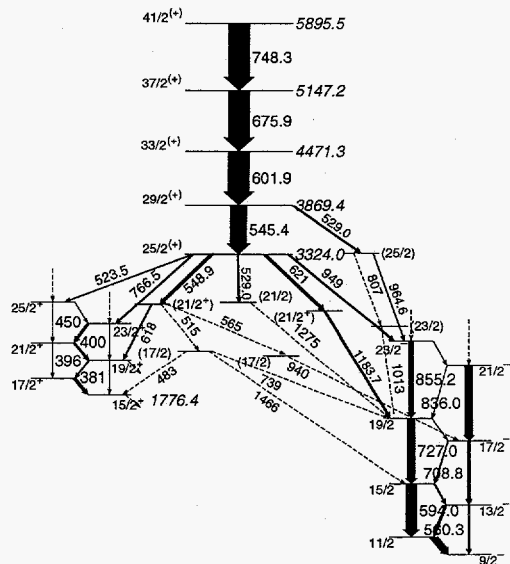 41/2(+) 5895.5
748.3
37/2(+) 5147.2
675.9
33/2(+) 4471.3
601.9
29/2(+) 3869.4
545.4 529.0
25/2(+) 3324.0 (25/2)
523.5 766.5 548.9 529.0 621 949 807 964.6
25/2+ (21/2+) (21/2) (21/2+)
450 23/2+ 618 515 565 1275 (23/2)
21/2+ 400 (17/2) 1183.7 23/2-
396 19/2+ (17/2) 940 1013 855.2 21/2-
17/2+ 381 483 739 836.0
15/2+ 1776.4 1466 19/2-
727.0 17/2-
708.8
15/2-
594.0 13/2-
11/2- 560.3
9/2-